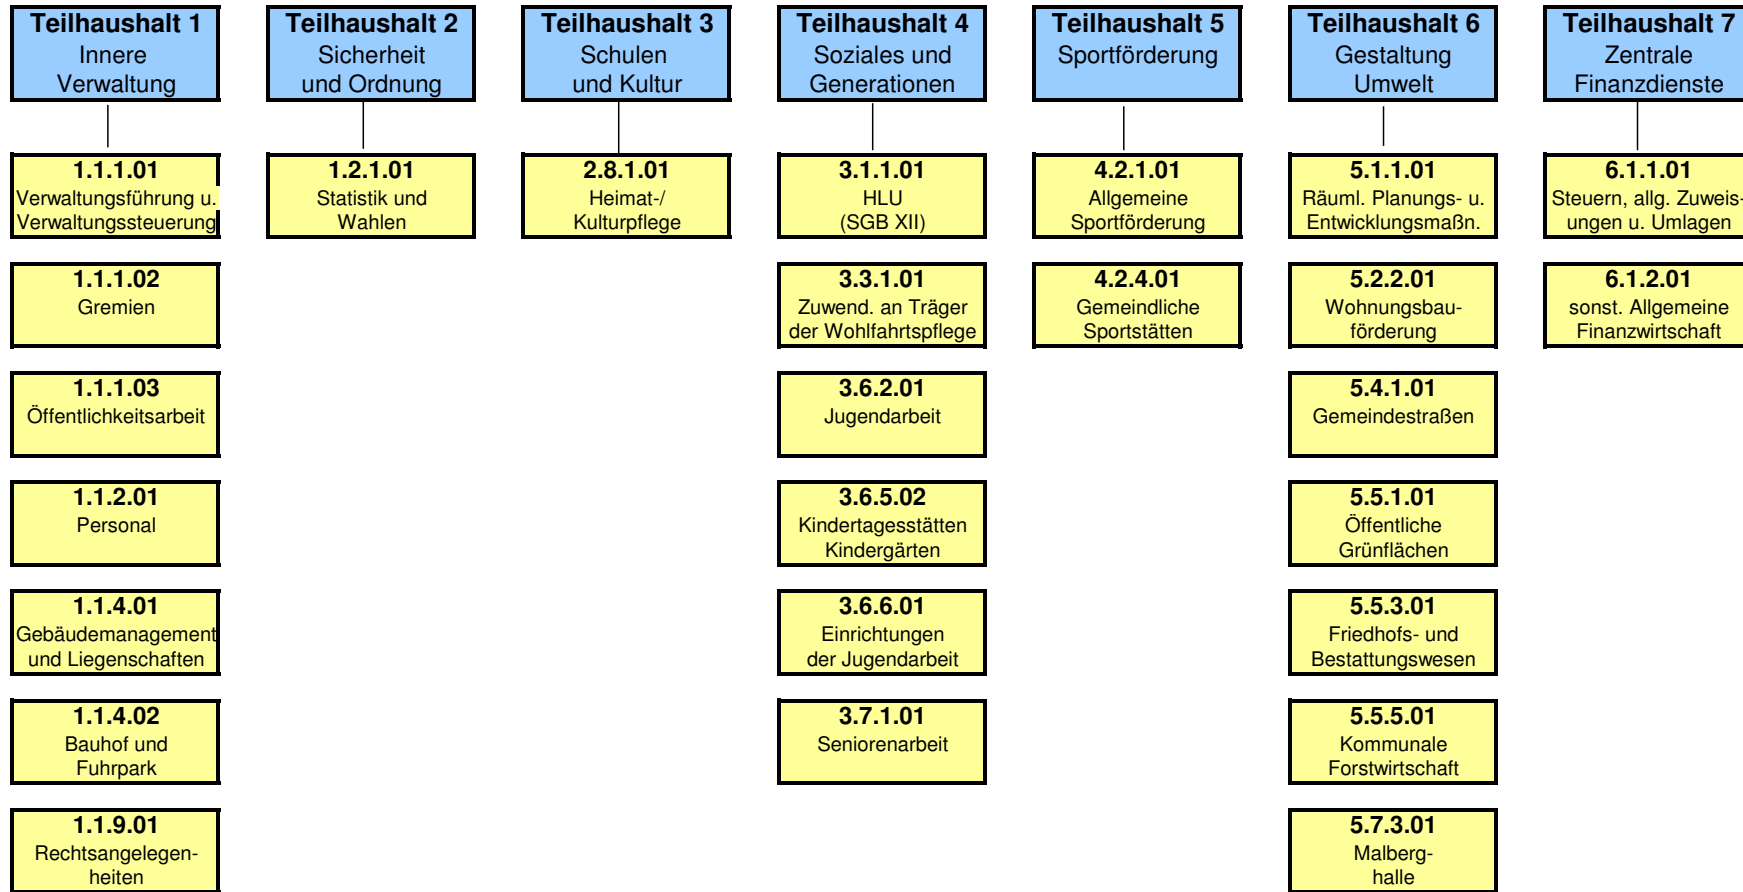 Teilhaushalt 1
Innere
Verwaltung
Teilhaushalt 2
Sicherheit
und Ordnung
Teilhaushalt 3
Schulen
und Kultur
Teilhaushalt 4
Soziales und
Generationen
Teilhaushalt 5
Sportförderung
Teilhaushalt 6
Gestaltung
Umwelt
Teilhaushalt 7
Zentrale
Finanzdienste
1.1.1.01
Verwaltungsführung u.
Verwaltungssteuerung
1.2.1.01
Statistik und
Wahlen
2.8.1.01
Heimat-/
Kulturpflege
3.1.1.01
HLU
(SGB XII)
4.2.1.01
Allgemeine
Sportförderung
5.1.1.01
Räuml. Planungs- u.
Entwicklungsmaßn.
6.1.1.01
Steuern, allg. Zuweis-
ungen u. Umlagen
1.1.1.02
Gremien
3.3.1.01
Zuwend. an Träger
der Wohlfahrtspflege
4.2.4.01
Gemeindliche
Sportstätten
5.2.2.01
Wohnungsbau-
förderung
6.1.2.01
sonst. Allgemeine
Finanzwirtschaft
1.1.1.03
Öffentlichkeitsarbeit
3.6.2.01
Jugendarbeit
5.4.1.01
Gemeindestraßen
1.1.2.01
Personal
3.6.5.02
Kindertagesstätten
Kindergärten
5.5.1.01
Öffentliche
Grünflächen
1.1.4.01
Gebäudemanagement
und Liegenschaften
3.6.6.01
Einrichtungen
der Jugendarbeit
5.5.3.01
Friedhofs- und
Bestattungswesen
1.1.4.02
Bauhof und
Fuhrpark
3.7.1.01
Seniorenarbeit
5.5.5.01
Kommunale
Forstwirtschaft
1.1.9.01
Rechtsangelegen-
heiten
5.7.3.01
Malberg-
halle